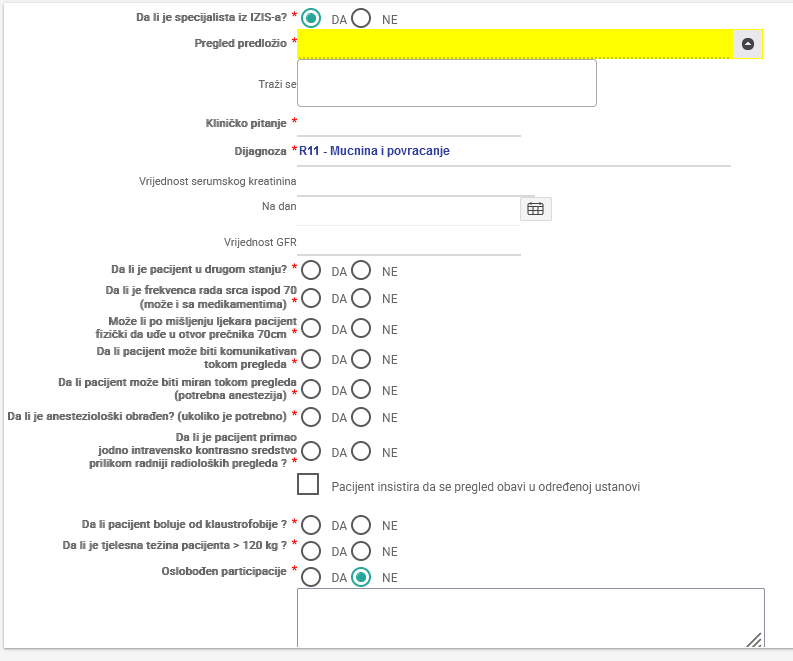 Da li je specijalista iz IZIS-a? * DA NE
Pregled predložio *
Traži se
Kliničko pitanje *
Dijagnoza * R11 - Mucnina i povracanje
Vrijednost serumskog kreatinina
Na dan
Vrijednost GFR
Da li je pacijent u drugom stanju? * DA NE
Da li je frekvenca rada srca ispod 70
(može i sa medikamentima) * DA NE
Može li po mišljenju ljekara pacijent
fizički da uđe u otvor prečnika 70cm * DA NE
Da li pacijent može biti komunikativan
tokom pregleda * DA NE
Da li pacijent može biti miran tokom pregleda
(potrebna anestezija) * DA NE
Da li je anesteziološki obrađen? (ukoliko je potrebno) * DA NE
Da li je pacijent primao
jodno intravensko kontrasno sredstvo
prilikom radniji radioloških pregleda ? * DA NE
Pacijent insistira da se pregled obavi u određenoj ustanovi
Da li pacijent boluje od klaustrofobije ? * DA NE
Da li je tjelesna težina pacijenta > 120 kg ? * DA NE
Oslobođen participacije * DA NE